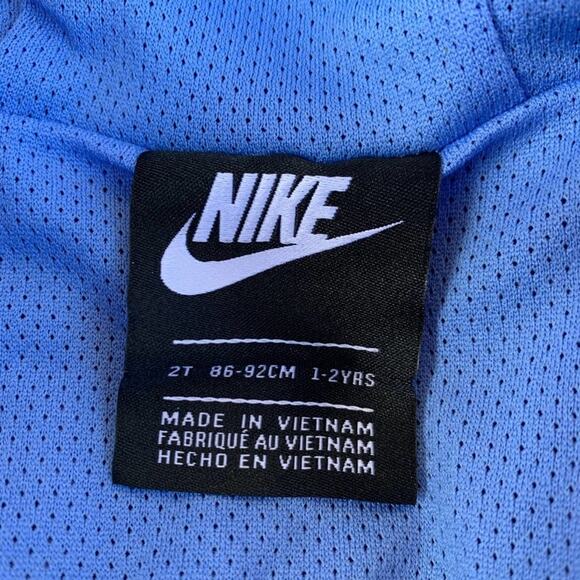 NIKE
2T 86-92CM 1-2YRS
MADE IN VIETNAM
FABRIQUÉ AU VIETNAM
HECHO EN VIETNAM